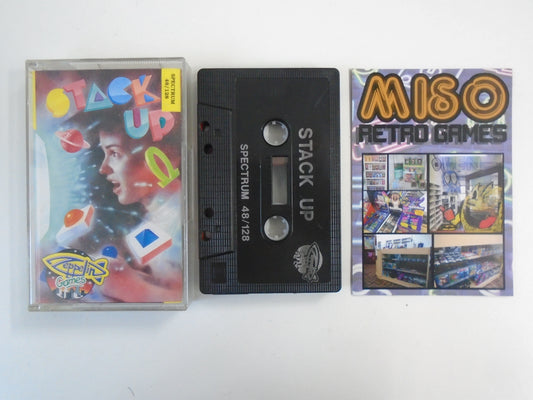 STACK
UP
SPECTRUM
48/128
Zeppelin
Games
STACK UP
SPECTRUM 48/128
MISO
RETRO GAMES